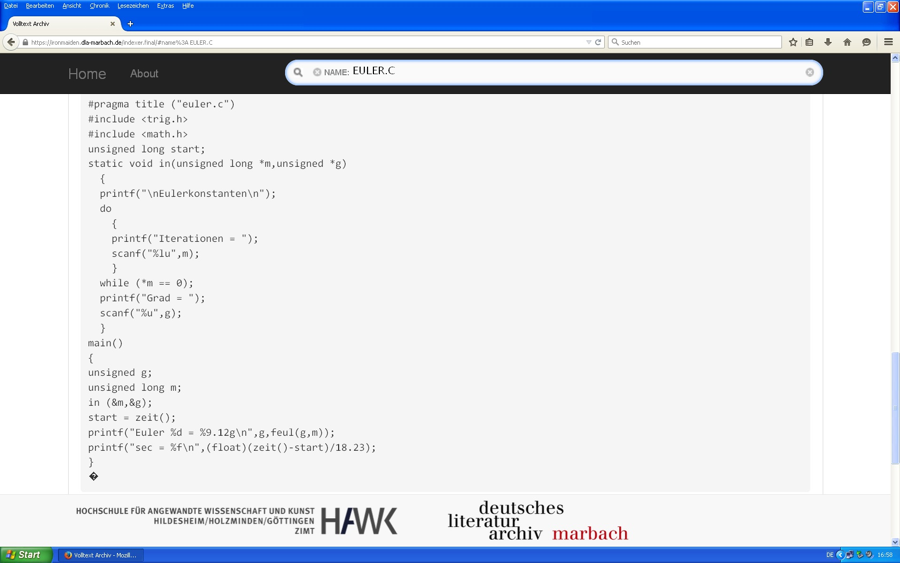 Datei Bearbeiten Ansicht Chronik Lesezeichen Extras Hilfe
Volltext Archiv
https://ironmaiden.dla-marbach.de/indexer.final/#name%3A EULER.C
Suchen
Home About NAME: EULER.C
#pragma title ("euler.c")
#include <trig.h>
#include <math.h>
unsigned long start;
static void in(unsigned long *m,unsigned *g)
  {
  printf("\nEulerkonstanten\n");
  do
    {
    printf("Iterationen = ");
    scanf("%lu",m);
    }
  while (*m == 0);
  printf("Grad = ");
  scanf("%u",g);
  }
main()
{
unsigned g;
unsigned long m;
in (&m,&g);
start = zeit();
printf("Euler %d = %9.12g\n",g,feul(g,m));
printf("sec = %f\n",(float)(zeit()-start)/18.23);
}
�
HOCHSCHULE FÜR ANGEWANDTE WISSENSCHAFT UND KUNST
HILDESHEIM/HOLZMINDEN/GÖTTINGEN
ZIMT
HAWK
deutsches
literatur
archiv marbach
Start
Volltext Archiv - Mozil...
DE
16:58